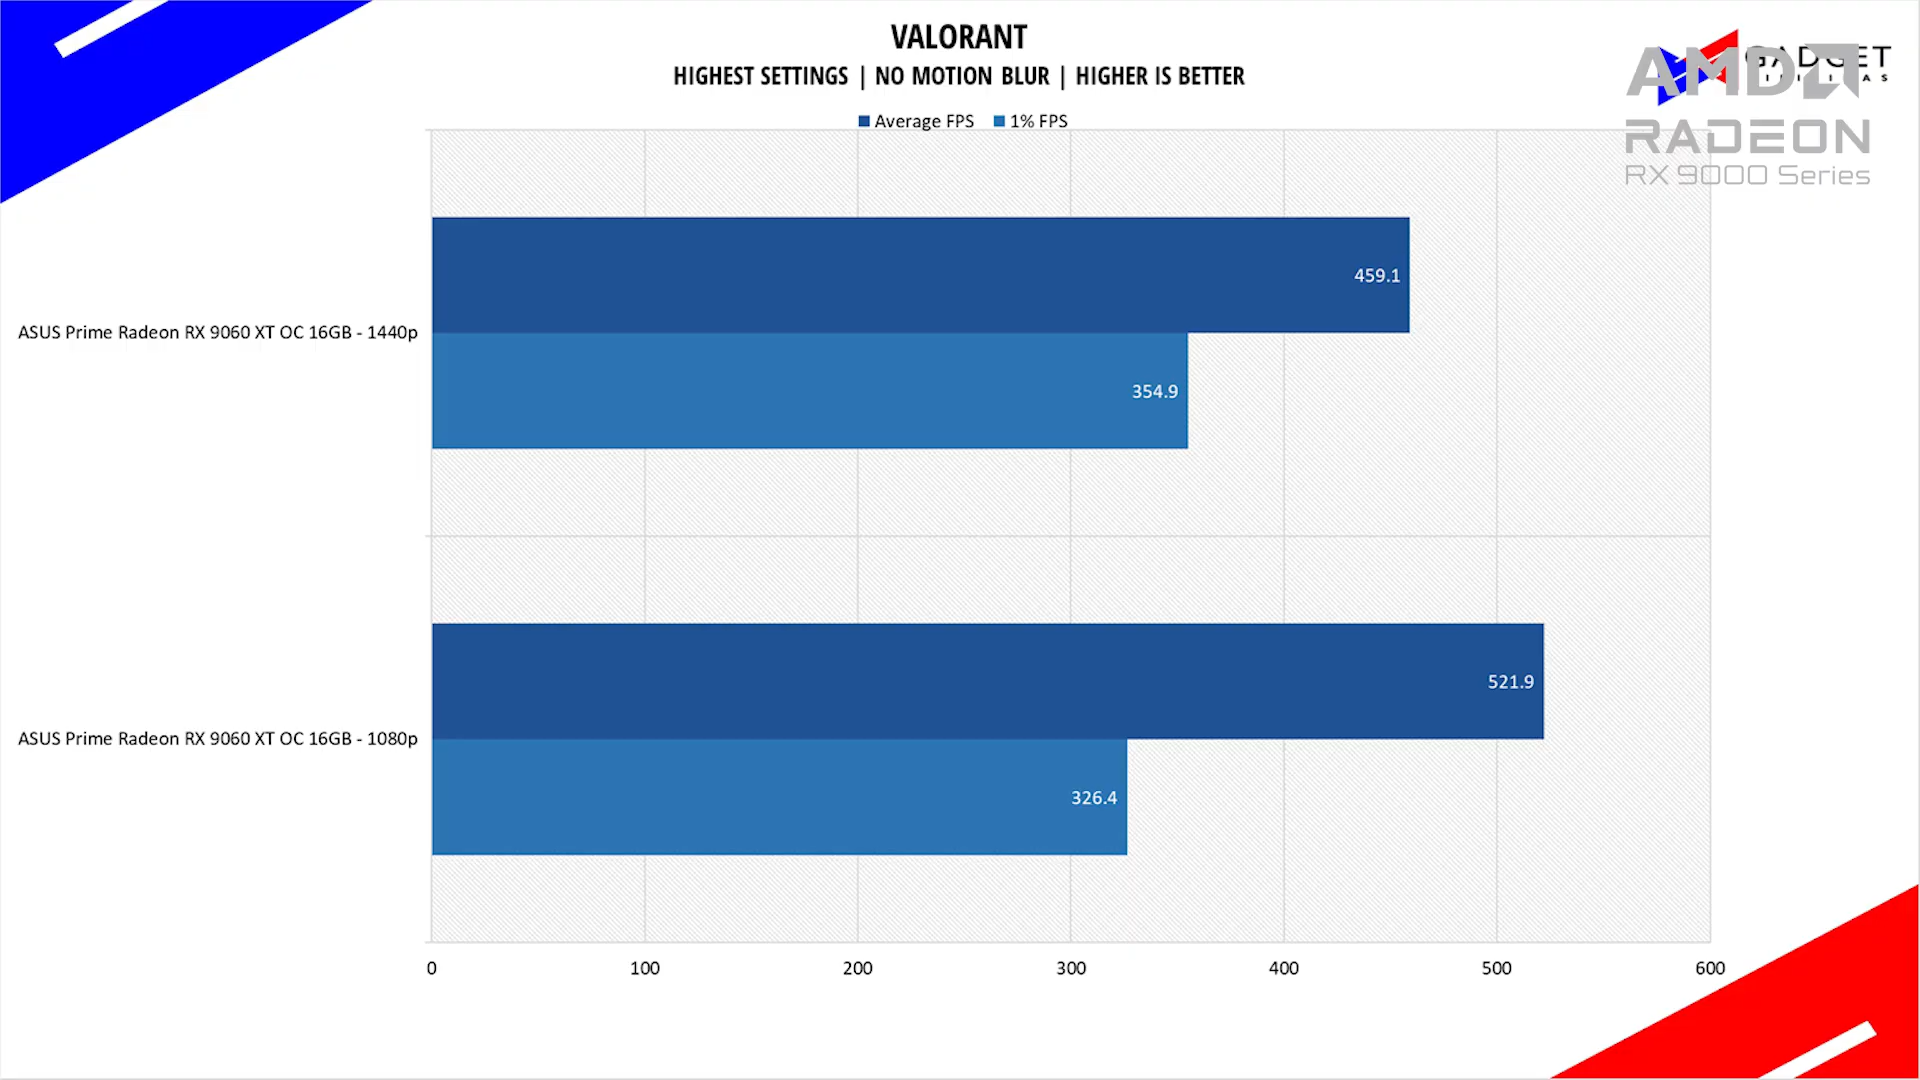 VALORANT
HIGHEST SETTINGS | NO MOTION BLUR | HIGHER IS BETTER
GADGET
AMD
RADEON
RX 9000 Series
Average FPS 1% FPS
459.1
ASUS Prime Radeon RX 9060 XT OC 16GB - 1440p
354.9
521.9
ASUS Prime Radeon RX 9060 XT OC 16GB - 1080p
326.4
0 100 200 300 400 500 600